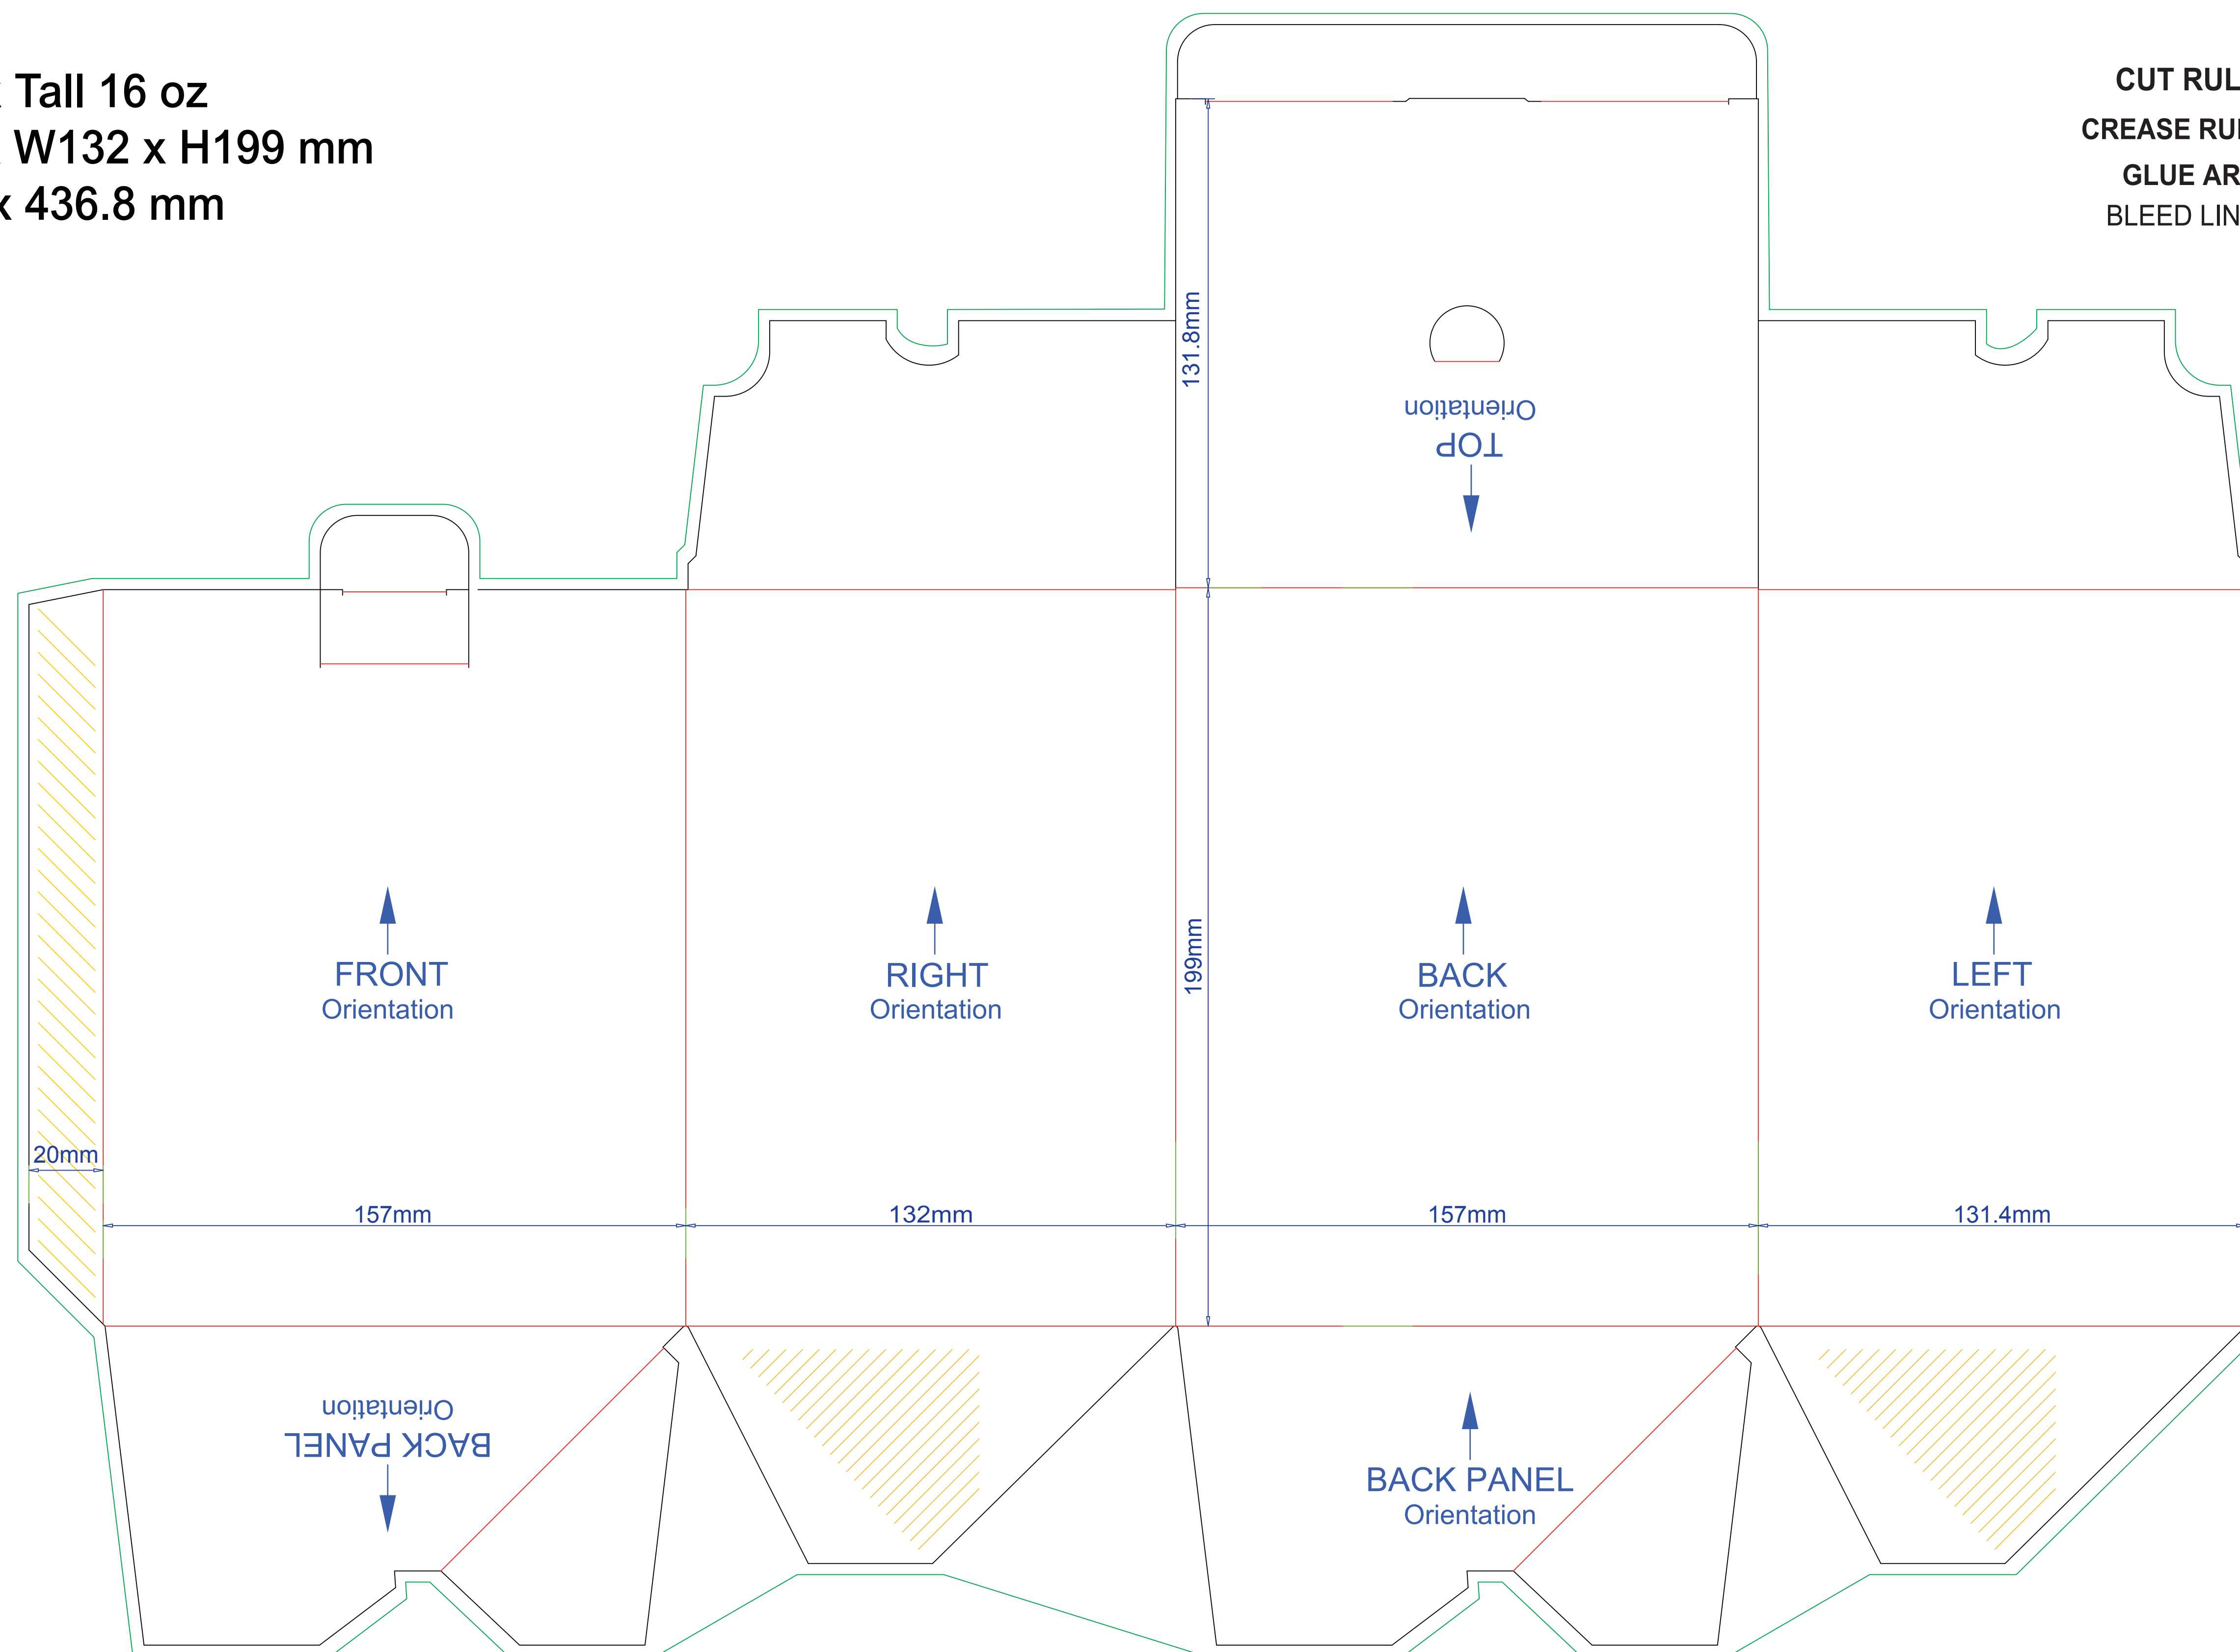 Tall 16 oz
W132 x H199 mm
x 436.8 mm
CUT RUL
CREASE RU
GLUE AR
BLEED LIN
131.8mm
Orientation
TOP
199mm
FRONT
Orientation
RIGHT
Orientation
BACK
Orientation
LEFT
Orientation
20mm
157mm
132mm
157mm
131.4mm
Orientation
BACK PANEL
BACK PANEL
Orientation